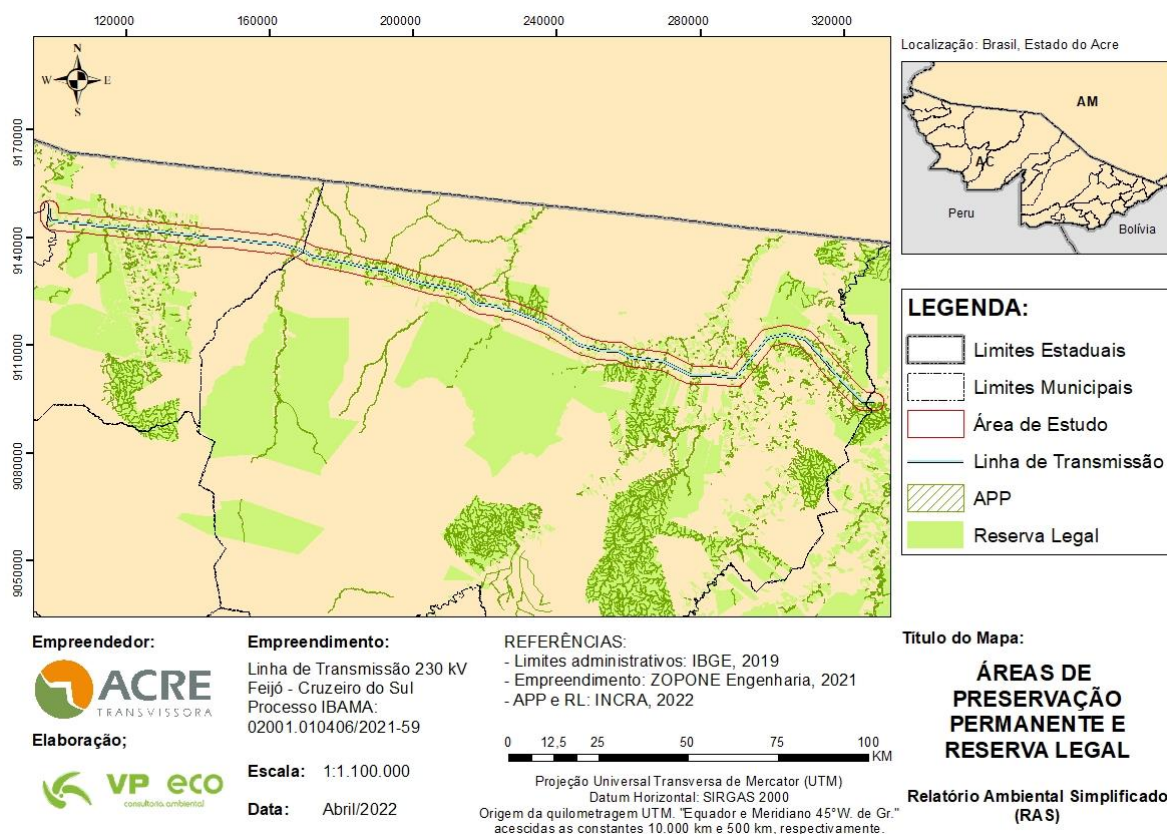 120000 160000 200000 240000 280000 320000
N
W E
S
9170000
9140000
9110000
9080000
9050000
Localização: Brasil, Estado do Acre
AM
AC
Peru
Bolívia
LEGENDA:
Limites Estaduais
Limites Municipais
Área de Estudo
Linha de Transmissão
APP
Reserva Legal
Empreendedor:
ACRE
TRANSVISSORA
Elaboração;
VP eco
consultoria ambiental
Empreendimento:
Linha de Transmissão 230 kV
Feijó - Cruzeiro do Sul
Processo IBAMA:
02001.010406/2021-59
Escala: 1:1.100.000
Data: Abril/2022
REFERÊNCIAS:
- Limites administrativos: IBGE, 2019
- Empreendimento: ZOPONE Engenharia, 2021
- APP e RL: INCRA, 2022
0 12,5 25 50 75 100
KM
Projeção Universal Transversa de Mercator (UTM)
Datum Horizontal: SIRGAS 2000
Origem da quilometragem UTM. "Equador e Meridiano 45°W. de Gr."
acescidas as constantes 10.000 km e 500 km, respectivamente.
Título do Mapa:
ÁREAS DE
PRESERVAÇÃO
PERMANENTE E
RESERVA LEGAL
Relatório Ambiental Simplificado
(RAS)